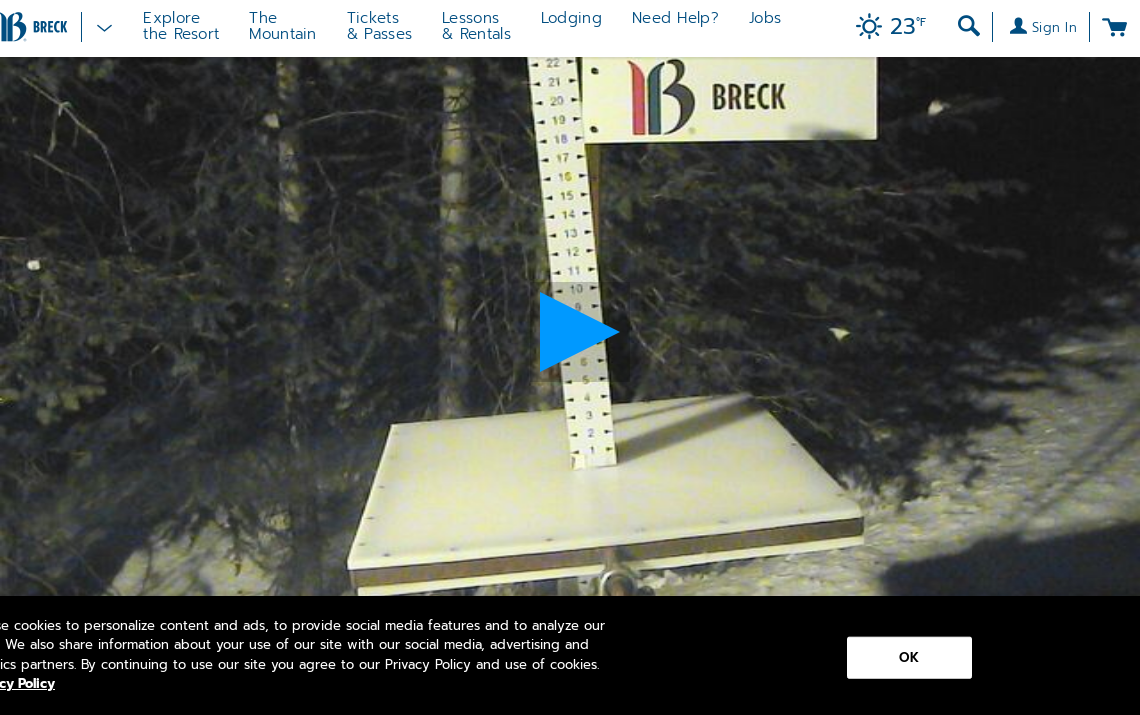 BRECK
Explore
the Resort
The
Mountain
Tickets
& Passes
Lessons
& Rentals
Lodging
Need Help?
Jobs
23°F
Sign In
22
21
20
19
18
17
16
15
14
13
12
11
10
9
6
5
4
3
2
1
BRECK
se cookies to personalize content and ads, to provide social media features and to analyze our
We also share information about your use of our site with our social media, advertising and
ics partners. By continuing to use our site you agree to our Privacy Policy and use of cookies.
cy Policy
OK